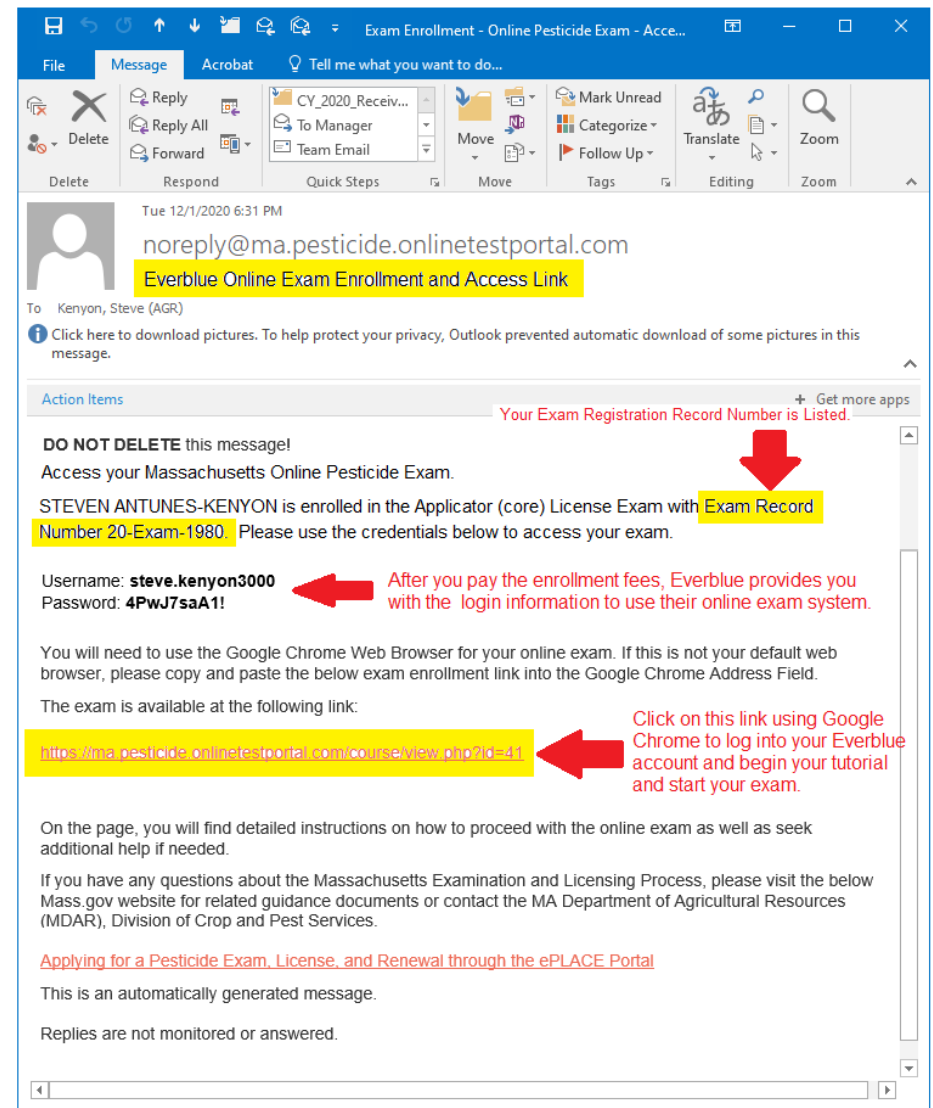 Exam Enrollment - Online Pesticide Exam - Acce...
File Message Acrobat Tell me what you want to do...
Delete
Reply
Reply All
Forward
CY_2020_Receiv...
To Manager
Team Email
Move
Mark Unread
Categorize
Follow Up
Translate
Zoom
Delete Respond Quick Steps Move Tags Editing Zoom
Tue 12/1/2020 6:31 PM
noreply@ma.pesticide.onlinetestportal.com
Everblue Online Exam Enrollment and Access Link
To Kenyon, Steve (AGR)
Click here to download pictures. To help protect your privacy, Outlook prevented automatic download of some pictures in this
message.
Action Items + Get more apps
Your Exam Registration Record Number is Listed.
DO NOT DELETE this message!
Access your Massachusetts Online Pesticide Exam.
STEVEN ANTUNES-KENYON is enrolled in the Applicator (core) License Exam with Exam Record
Number 20-Exam-1980. Please use the credentials below to access your exam.
Username: steve.kenyon3000
Password: 4PwJ7saA1!
After you pay the enrollment fees, Everblue provides you
with the login information to use their online exam system.
You will need to use the Google Chrome Web Browser for your online exam. If this is not your default web
browser, please copy and paste the below exam enrollment link into the Google Chrome Address Field.
The exam is available at the following link:
https://ma.pesticide.onlinetestportal.com/course/view.php?id=41
Click on this link using Google
Chrome to log into your Everblue
account and begin your tutorial
and start your exam.
On the page, you will find detailed instructions on how to proceed with the online exam as well as seek
additional help if needed.
If you have any questions about the Massachusetts Examination and Licensing Process, please visit the below
Mass.gov website for related guidance documents or contact the MA Department of Agricultural Resources
(MDAR), Division of Crop and Pest Services.
Applying for a Pesticide Exam, License, and Renewal through the ePLACE Portal
This is an automatically generated message.
Replies are not monitored or answered.